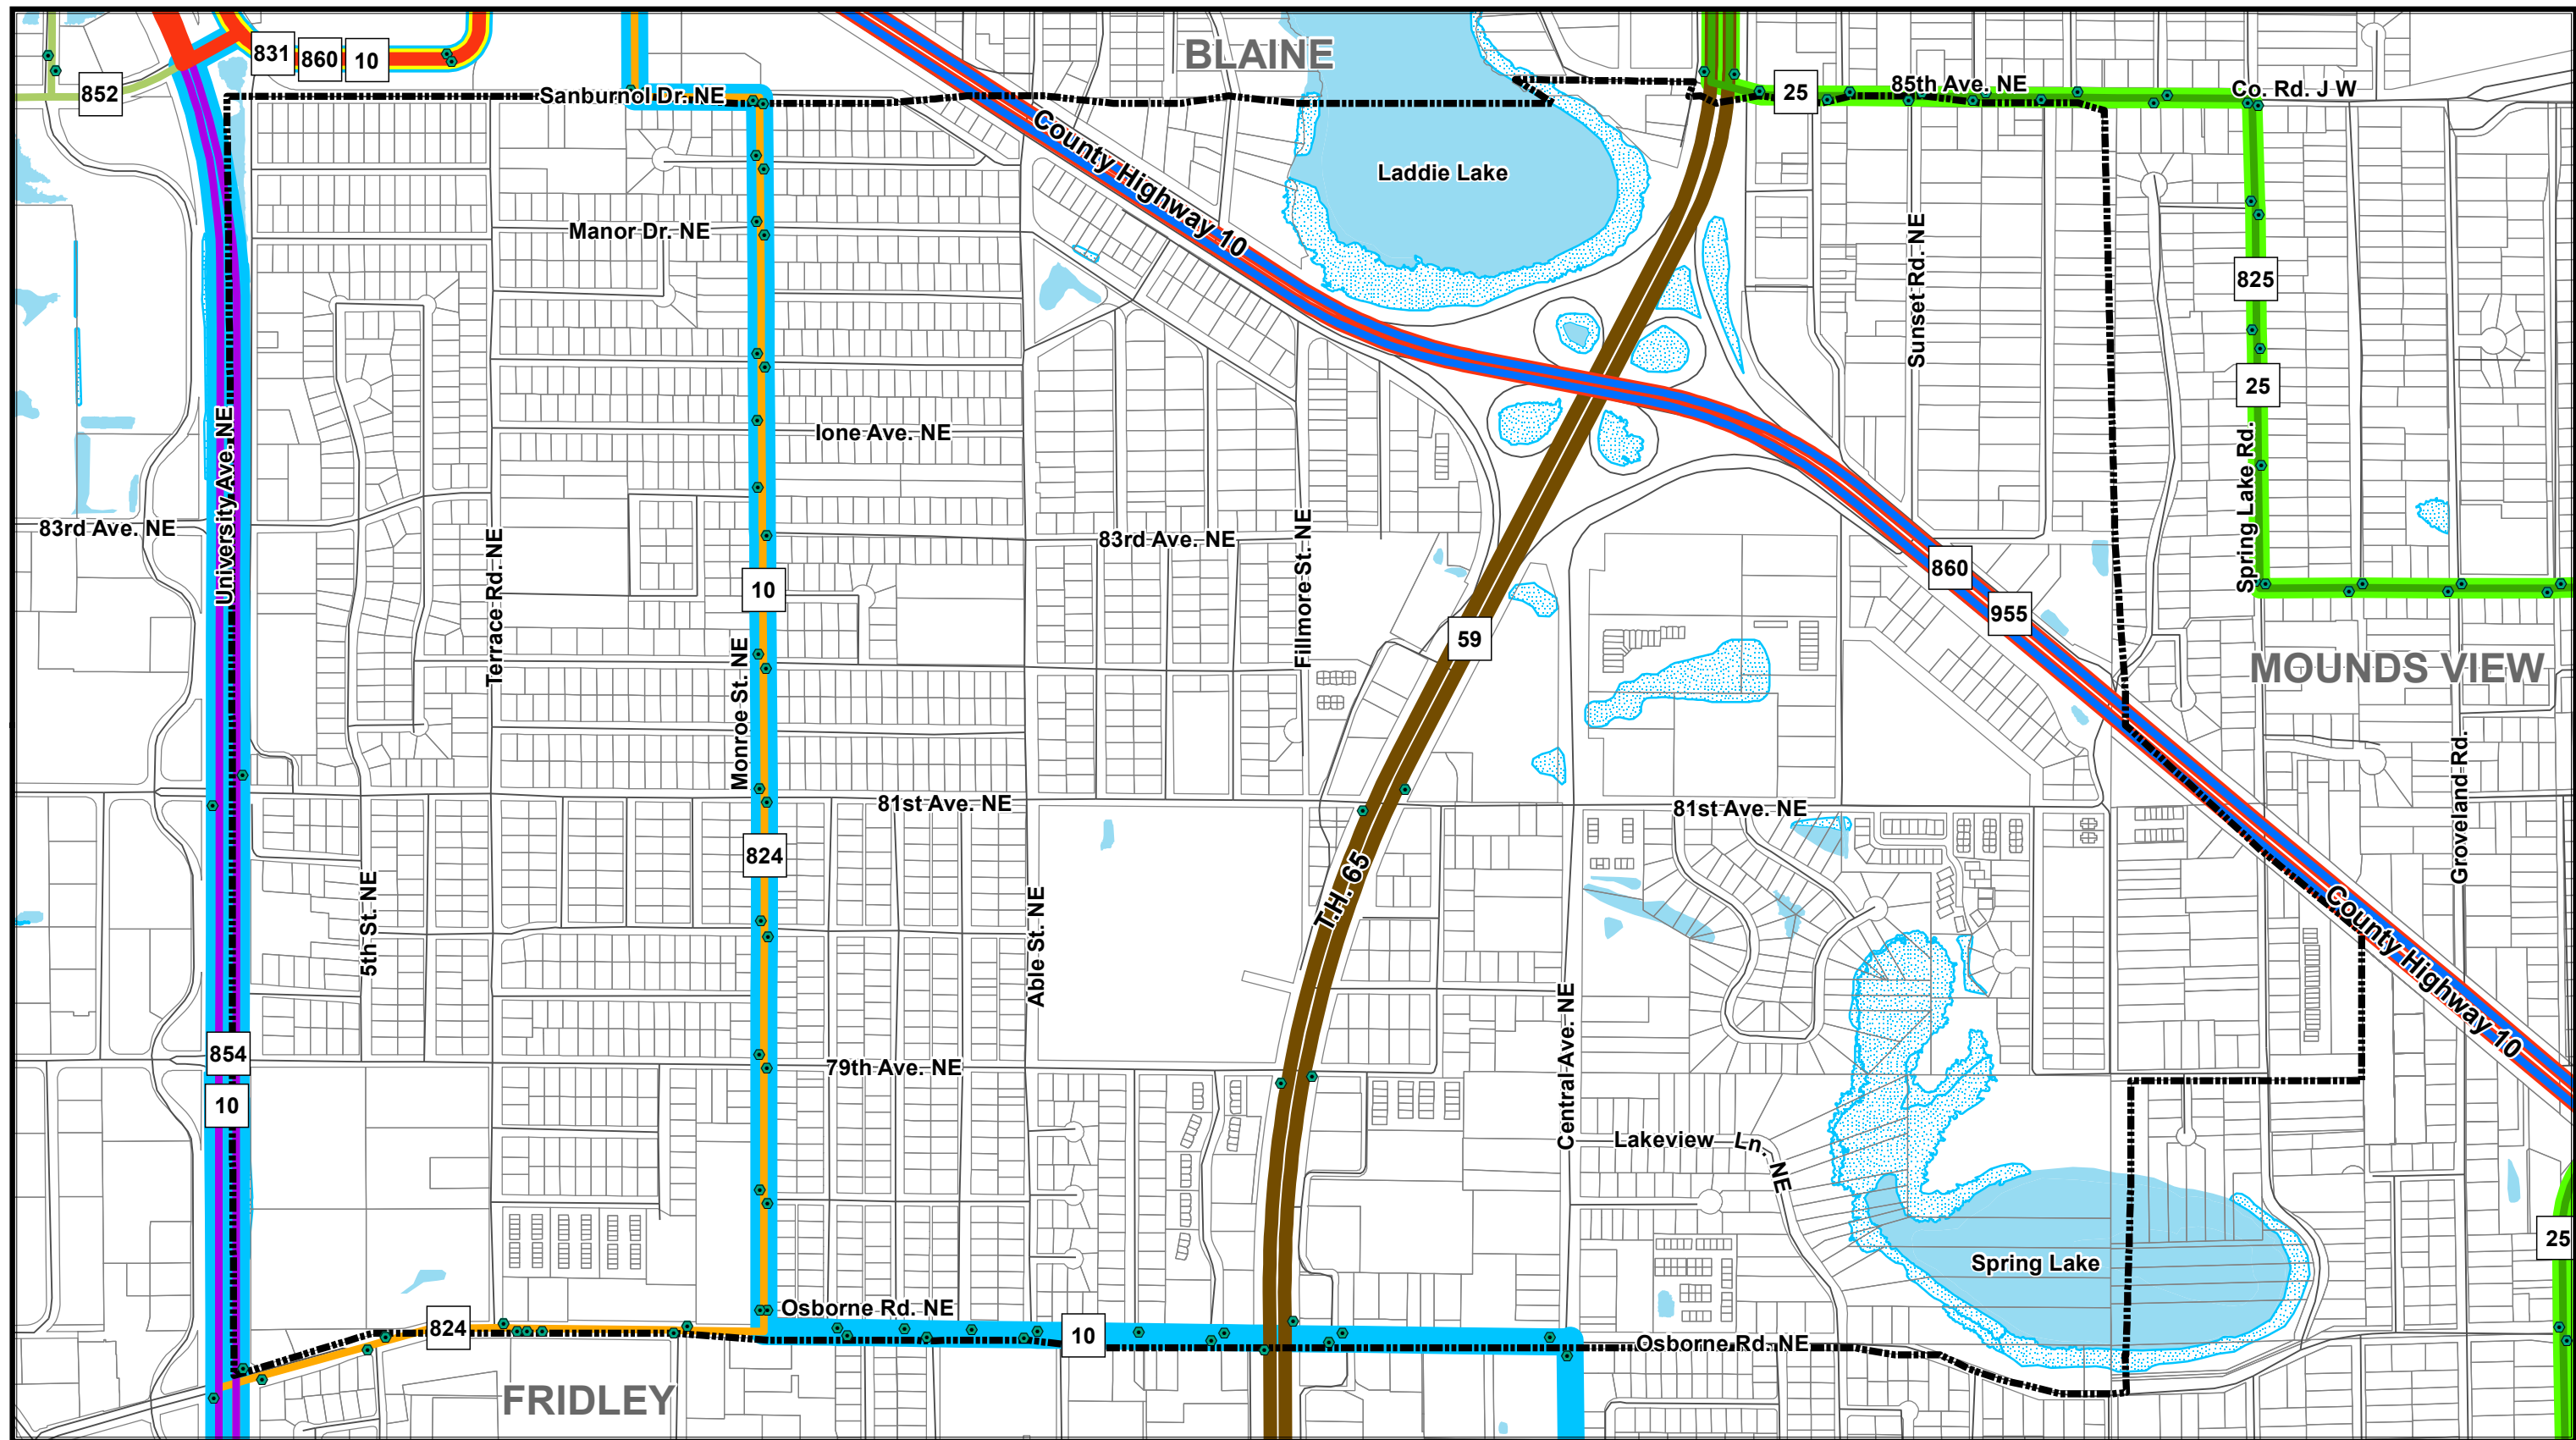 BLAINE
831
860
10
852
Sanburnol Dr. NE
25
85th Ave. NE
Co. Rd. J W
County Highway 10
Laddie Lake
Manor Dr. NE
Sunset Rd. NE
825
25
University Ave. NE
Ione Ave. NE
Spring Lake Rd.
83rd Ave. NE
Terrace Rd. NE
83rd Ave. NE
Fillmore St. NE
10
860
955
59
Monroe St. NE
MOUNDS VIEW
Groveland Rd.
81st Ave. NE
81st Ave. NE
824
T.H. 65
5th St. NE
Able St. NE
County Highway 10
854
79th Ave. NE
Central Ave. NE
10
Lakeview Ln. NE
25
Spring Lake
Osborne Rd. NE
824
10
Osborne Rd. NE
FRIDLEY